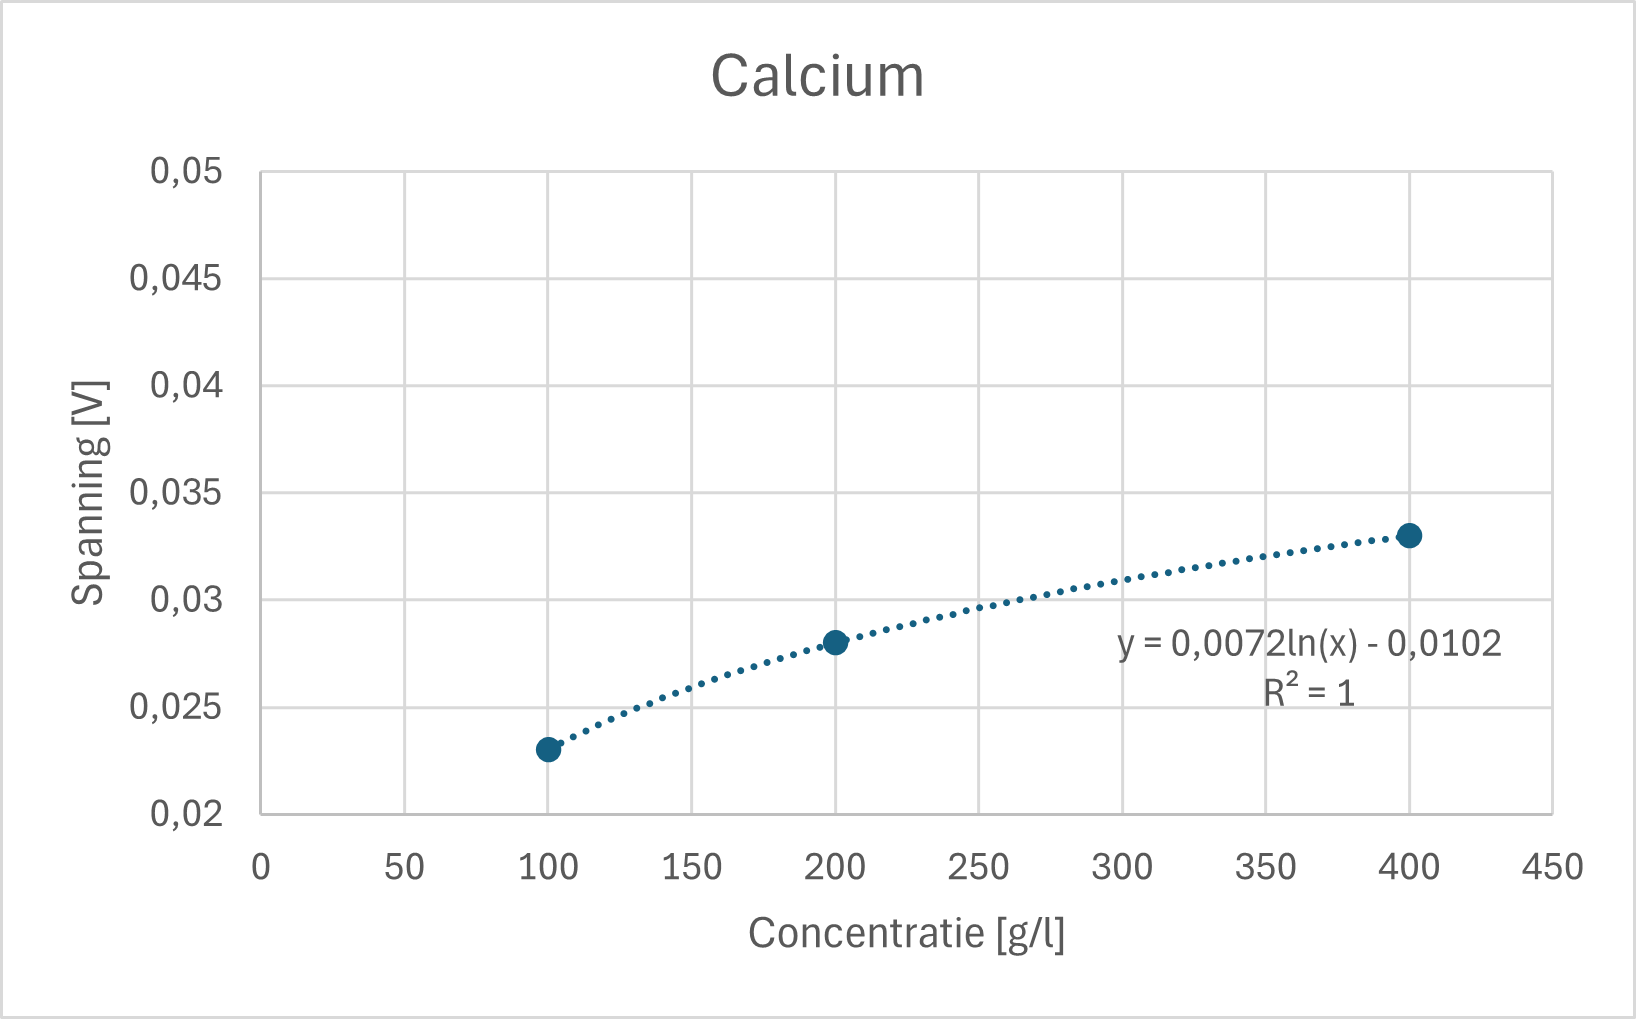 Calcium
0,05
0,045
0,04
0,035
0,03
0,025
0,02
Spanning [V]
y = 0,0072ln(x) - 0,0102
R² = 1
0 50 100 150 200 250 300 350 400 450
Concentratie [g/l]